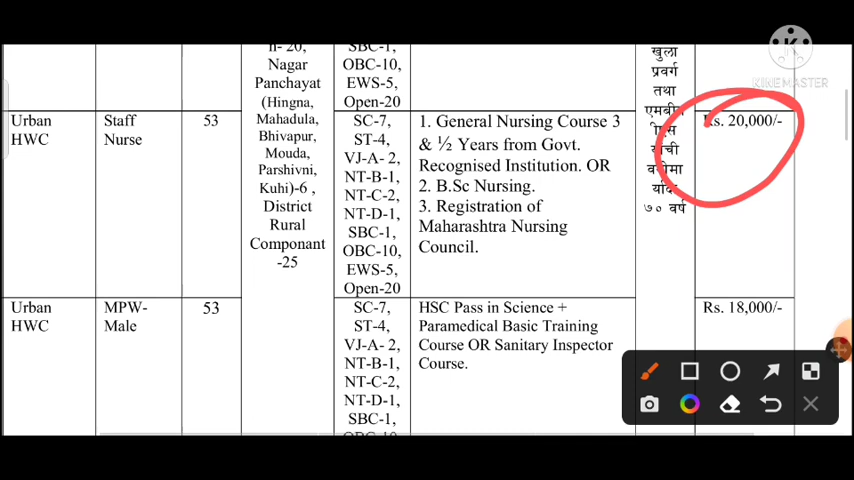 n- 20,
Nagar
Panchayat
(Hingna,
Mahadula,
Bhivapur,
Mouda,
Parshivni,
Kuhi)-6 ,
District
Rural
Componant
-25
SBC-1,
OBC-10,
EWS-5,
Open-20
खुला
प्रवर्ग
तथा
वर्ष
७०
KINEMASTER
Urban
HWC
Staff
Nurse
53
SC-7,
ST-4,
VJ-A- 2,
NT-B-1,
NT-C-2,
NT-D-1,
SBC-1,
OBC-10,
EWS-5,
Open-20
1. General Nursing Course 3
& ½ Years from Govt.
Recognised Institution. OR
2. B.Sc Nursing.
3. Registration of
Maharashtra Nursing
Council.
Rs. 20,000/-
Urban
HWC
MPW-
Male
53
SC-7,
ST-4,
VJ-A- 2,
NT-B-1,
NT-C-2,
NT-D-1,
SBC-1,
HSC Pass in Science +
Paramedical Basic Training
Course OR Sanitary Inspector
Course.
Rs. 18,000/-